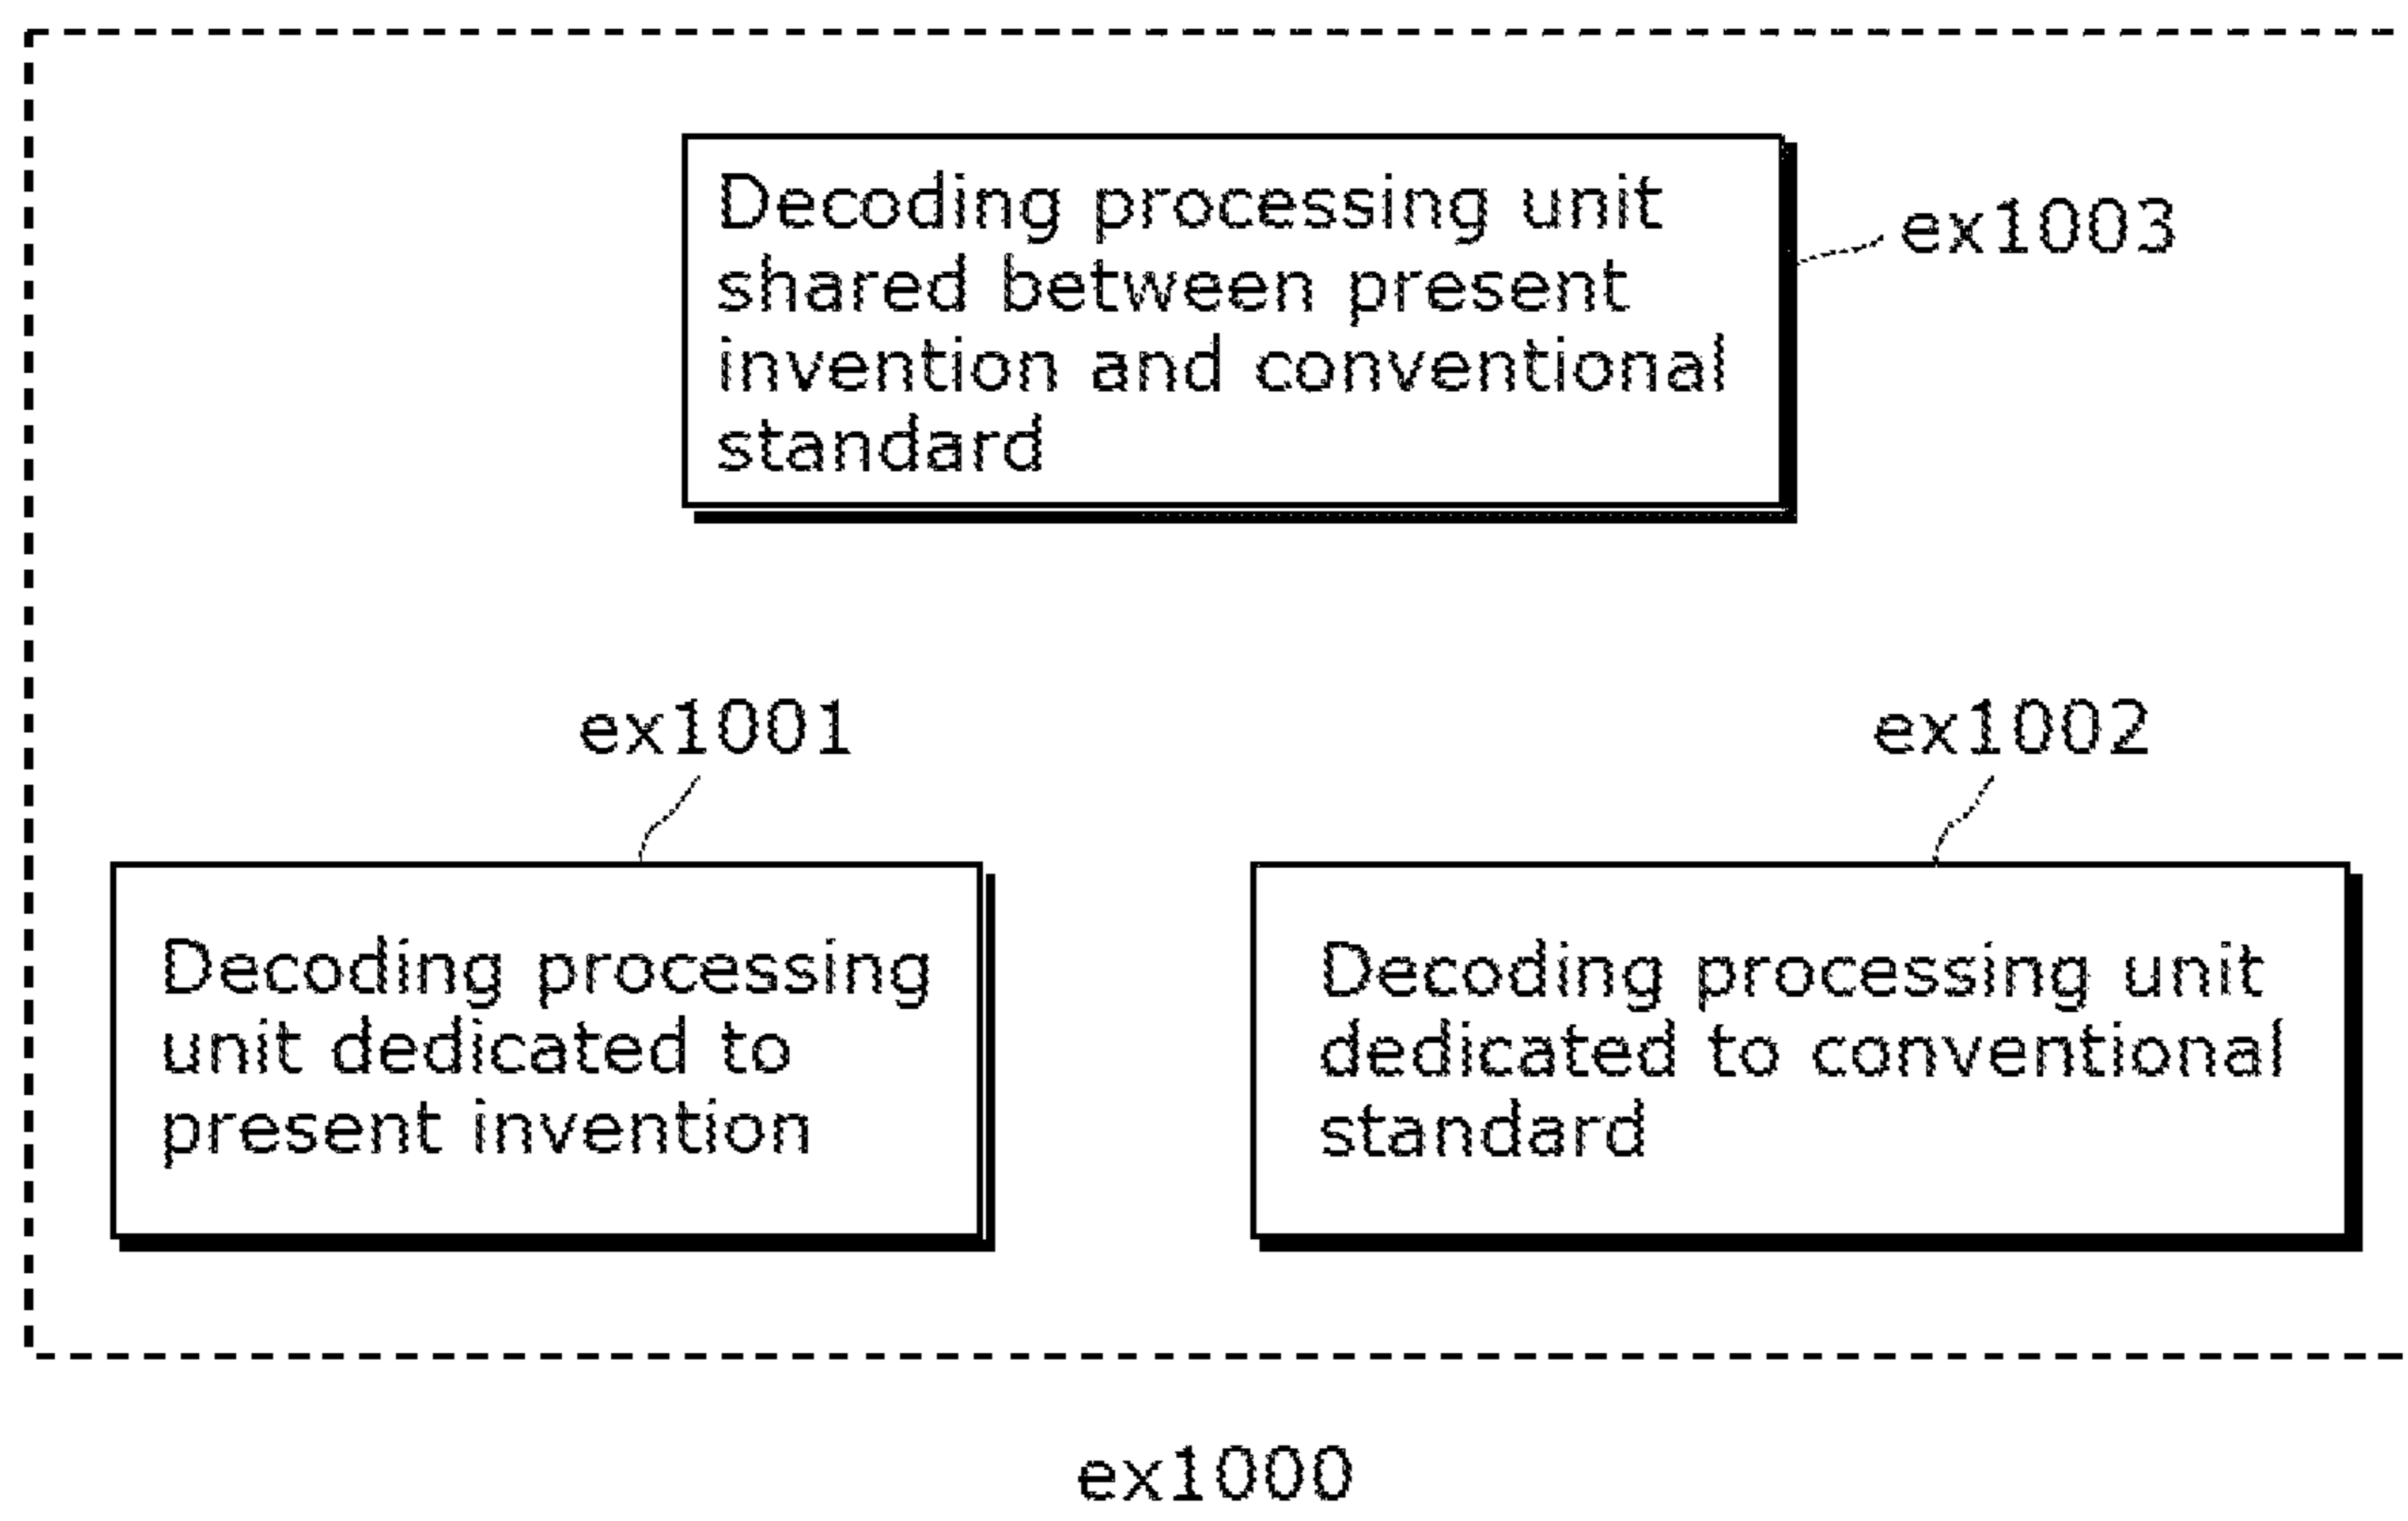 Decoding processing unit
shared between present
invention and conventional
standard
ex1003
ex1001
ex1002
Decoding processing
unit dedicated to
present invention
Decoding processing unit
dedicated to conventional
standard
ex1000